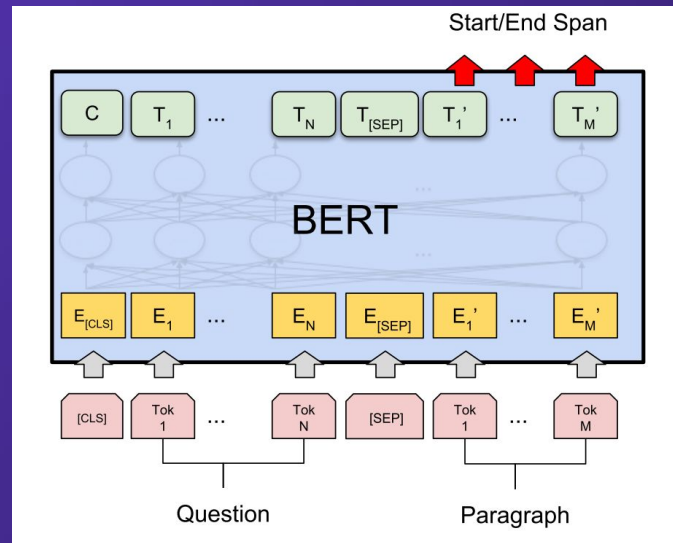 Start/End Span
C T1 ... TN T[SEP] T1' ... TM'
...
BERT
...
E[CLS] E1 ... EN E[SEP] E1' ... EM'
[CLS] Tok 1 ... Tok N [SEP] Tok 1 ... Tok M
Question Paragraph